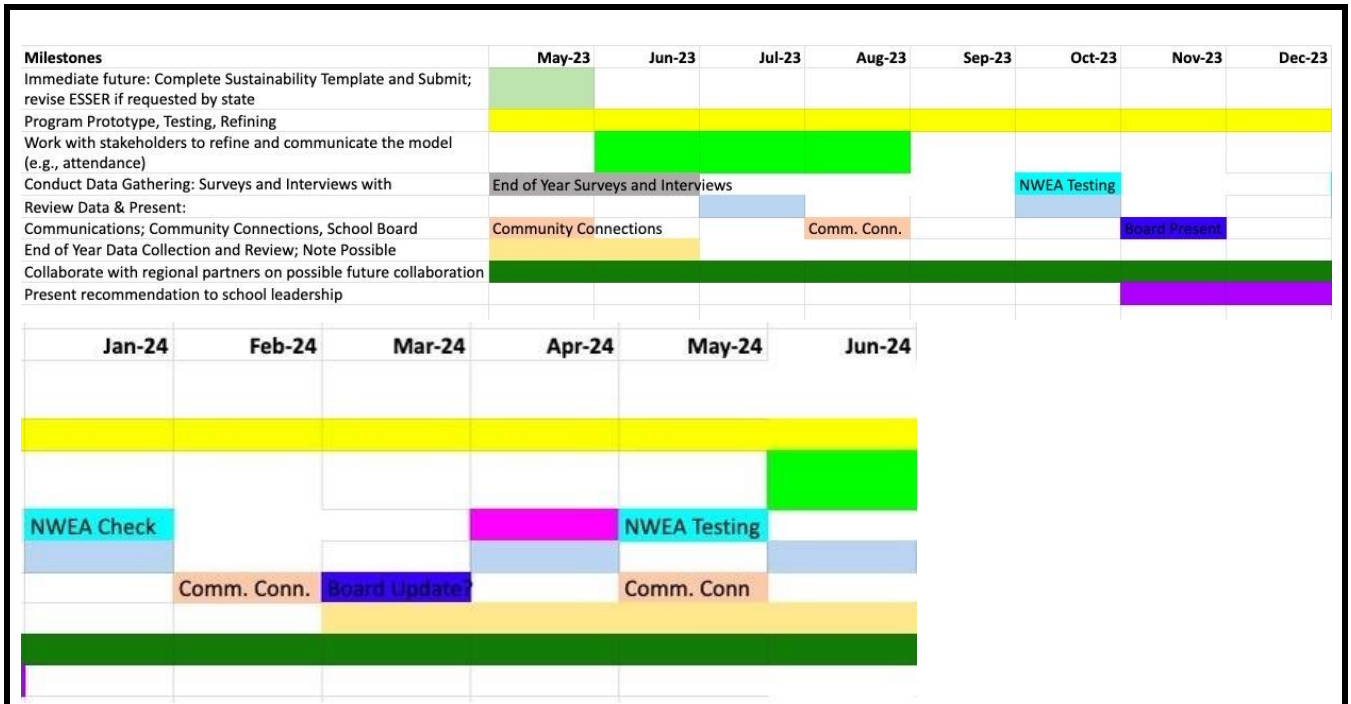 Milestones May-23 Jun-23 Jul-23 Aug-23 Sep-23 Oct-23 Nov-23 Dec-23
Immediate future: Complete Sustainability Template and Submit;
revise ESSER if requested by state
Program Prototype, Testing, Refining
Work with stakeholders to refine and communicate the model
(e.g., attendance)
Conduct Data Gathering: Surveys and Interviews with End of Year Surveys and Interviews NWEA Testing
Review Data & Present:
Communications; Community Connections, School Board Community Connections Comm. Conn. Board Present
End of Year Data Collection and Review; Note Possible
Collaborate with regional partners on possible future collaboration
Present recommendation to school leadership
Jan-24 Feb-24 Mar-24 Apr-24 May-24 Jun-24
NWEA Check NWEA Testing
Comm. Conn. Board Update? Comm. Conn